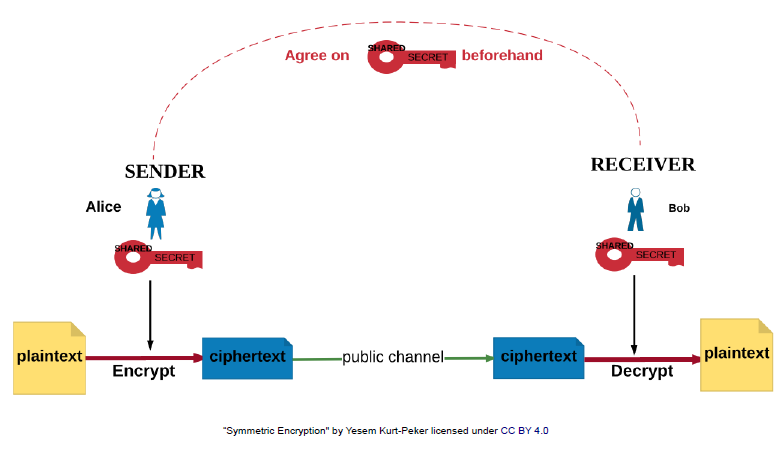 Agree on SHARED SECRET beforehand
SENDER
RECEIVER
Alice
Bob
SHARED SECRET
SHARED SECRET
plaintext
Encrypt
ciphertext
public channel
ciphertext
Decrypt
plaintext
"Symmetric Encryption" by Yesem Kurt-Peker licensed under CC BY 4.0